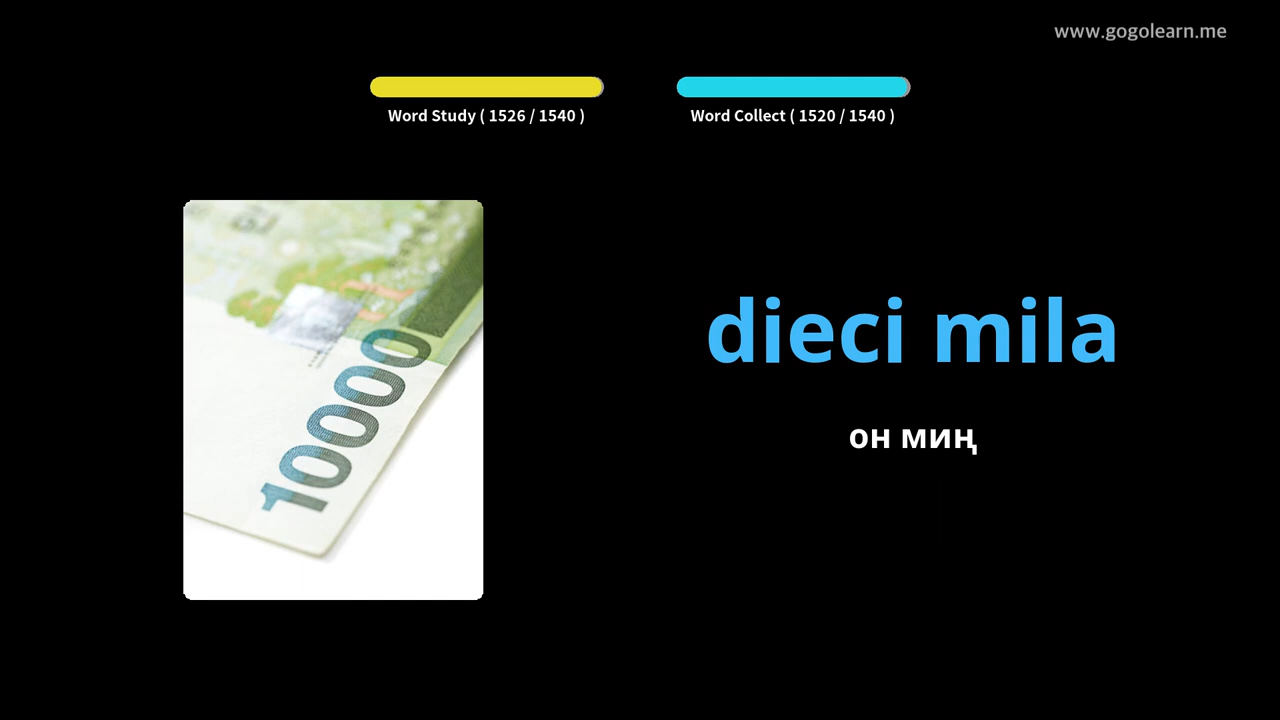 www.gogolearn.me
Word Study ( 1526 / 1540 )
Word Collect ( 1520 / 1540 )
10000
dieci mila
он миң